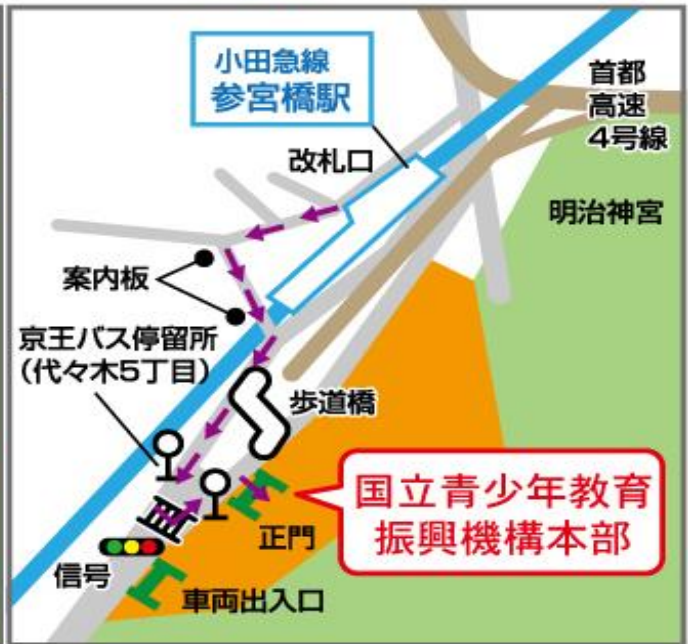 小田急線
参宮橋駅
首都
高速
4号線
改札口
明治神宮
案内板
京王バス停留所
（代々木5丁目）
歩道橋
国立青少年教育
振興機構本部
正門
信号
車両出入口